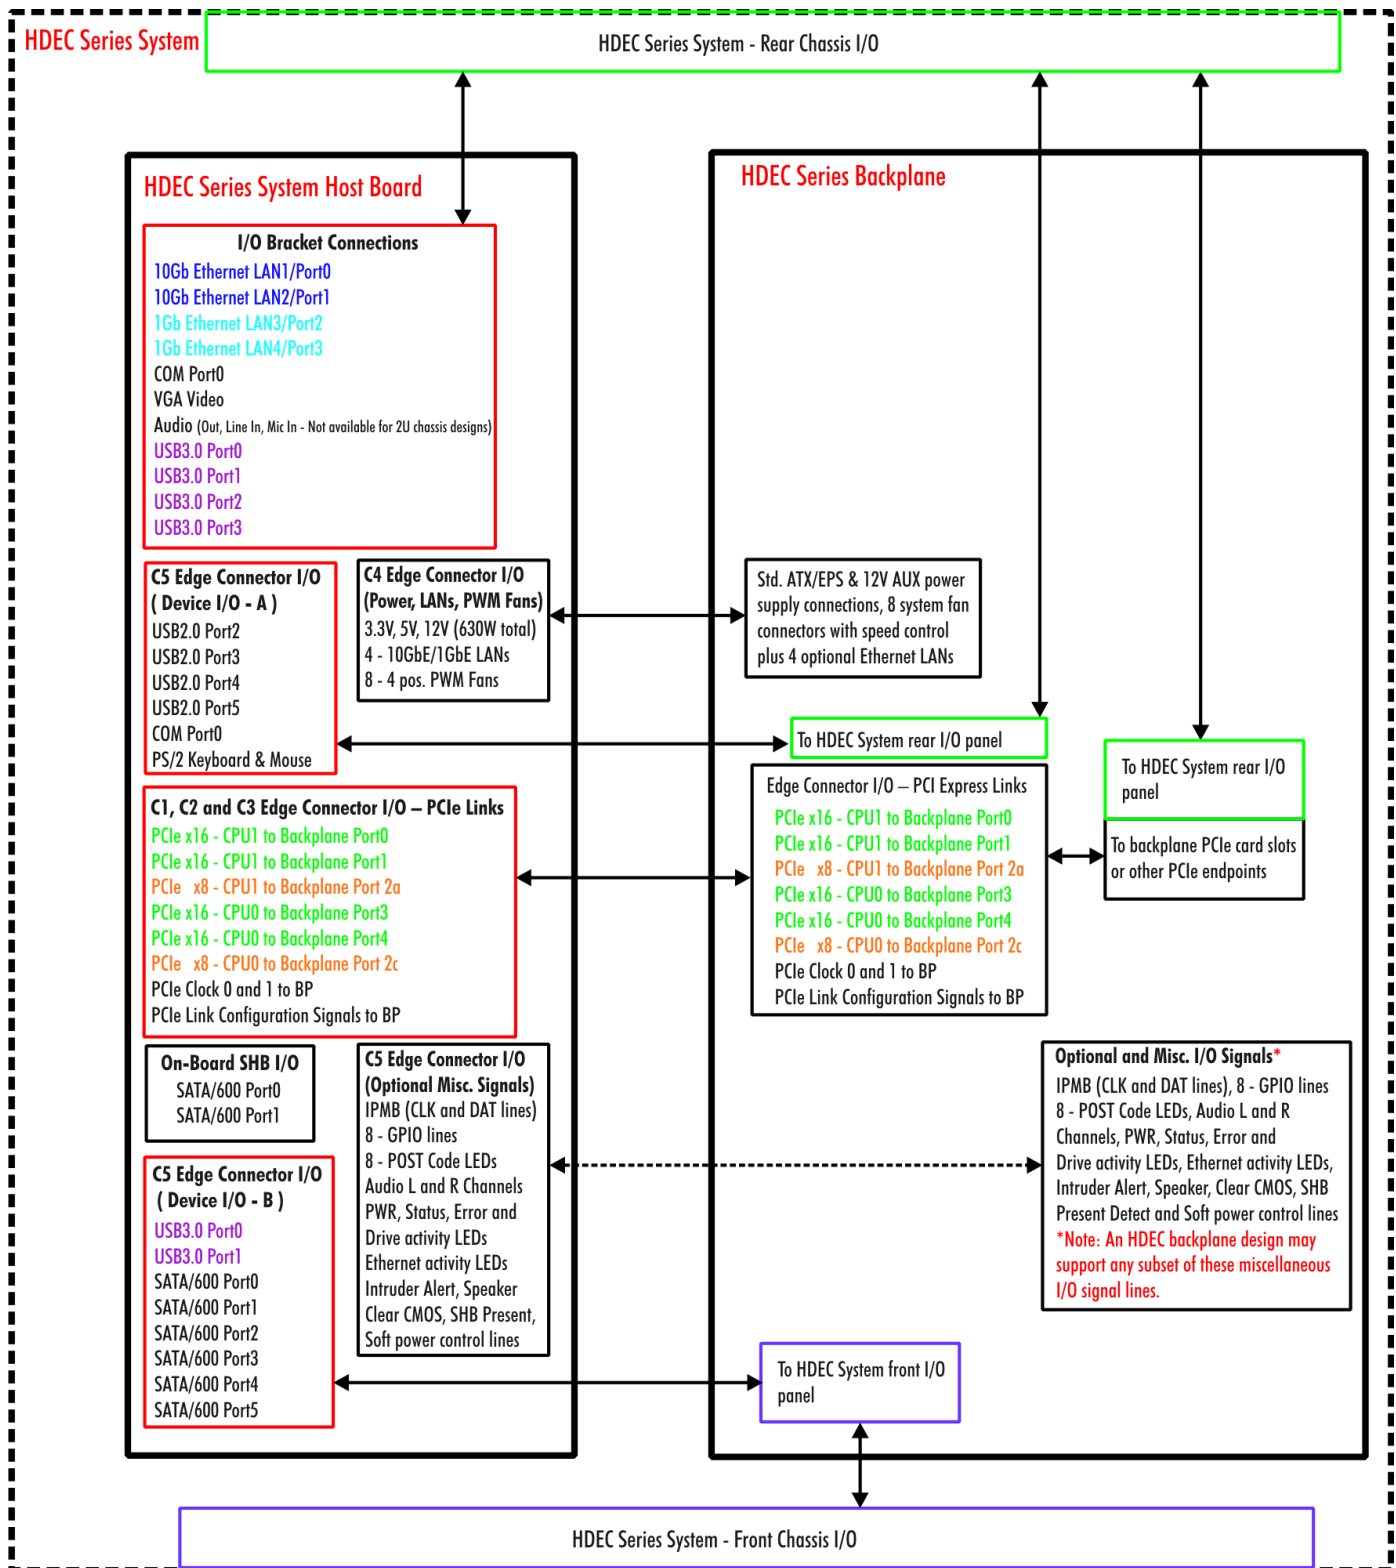 HDEC Series System
HDEC Series System - Rear Chassis I/O
HDEC Series System Host Board
I/O Bracket Connections
10Gb Ethernet LAN1/Port0
10Gb Ethernet LAN2/Port1
1Gb Ethernet LAN3/Port2
1Gb Ethernet LAN4/Port3
COM Port0
VGA Video
Audio (Out, Line In, Mic In - Not available for 2U chassis designs)
USB3.0 Port0
USB3.0 Port1
USB3.0 Port2
USB3.0 Port3
C5 Edge Connector I/O
( Device I/O - A )
USB2.0 Port2
USB2.0 Port3
USB2.0 Port4
USB2.0 Port5
COM Port0
PS/2 Keyboard & Mouse
C4 Edge Connector I/O
(Power, LANs, PWM Fans)
3.3V, 5V, 12V (630W total)
4 - 10GbE/1GbE LANs
8 - 4 pos. PWM Fans
C1, C2 and C3 Edge Connector I/O – PCIe Links
PCIe x16 - CPU1 to Backplane Port0
PCIe x16 - CPU1 to Backplane Port1
PCIe x8 - CPU1 to Backplane Port 2a
PCIe x16 - CPU0 to Backplane Port3
PCIe x16 - CPU0 to Backplane Port4
PCIe x8 - CPU0 to Backplane Port 2c
PCIe Clock 0 and 1 to BP
PCIe Link Configuration Signals to BP
On-Board SHB I/O
SATA/600 Port0
SATA/600 Port1
C5 Edge Connector I/O
(Optional Misc. Signals)
IPMB (CLK and DAT lines)
8 - GPIO lines
8 - POST Code LEDs
Audio L and R Channels
PWR, Status, Error and
Drive activity LEDs
Ethernet activity LEDs
Intruder Alert, Speaker
Clear CMOS, SHB Present,
Soft power control lines
C5 Edge Connector I/O
( Device I/O - B )
USB3.0 Port0
USB3.0 Port1
SATA/600 Port0
SATA/600 Port1
SATA/600 Port2
SATA/600 Port3
SATA/600 Port4
SATA/600 Port5
HDEC Series Backplane
Std. ATX/EPS & 12V AUX power
supply connections, 8 system fan
connectors with speed control
plus 4 optional Ethernet LANs
To HDEC System rear I/O panel
Edge Connector I/O – PCI Express Links
PCIe x16 - CPU1 to Backplane Port0
PCIe x16 - CPU1 to Backplane Port1
PCIe x8 - CPU1 to Backplane Port 2a
PCIe x16 - CPU0 to Backplane Port3
PCIe x16 - CPU0 to Backplane Port4
PCIe x8 - CPU0 to Backplane Port 2c
PCIe Clock 0 and 1 to BP
PCIe Link Configuration Signals to BP
To HDEC System rear I/O
panel
To backplane PCIe card slots
or other PCIe endpoints
Optional and Misc. I/O Signals*
IPMB (CLK and DAT lines), 8 - GPIO lines
8 - POST Code LEDs, Audio L and R
Channels, PWR, Status, Error and
Drive activity LEDs, Ethernet activity LEDs,
Intruder Alert, Speaker, Clear CMOS, SHB
Present Detect and Soft power control lines
*Note: An HDEC backplane design may
support any subset of these miscellaneous
I/O signal lines.
To HDEC System front I/O
panel
HDEC Series System - Front Chassis I/O